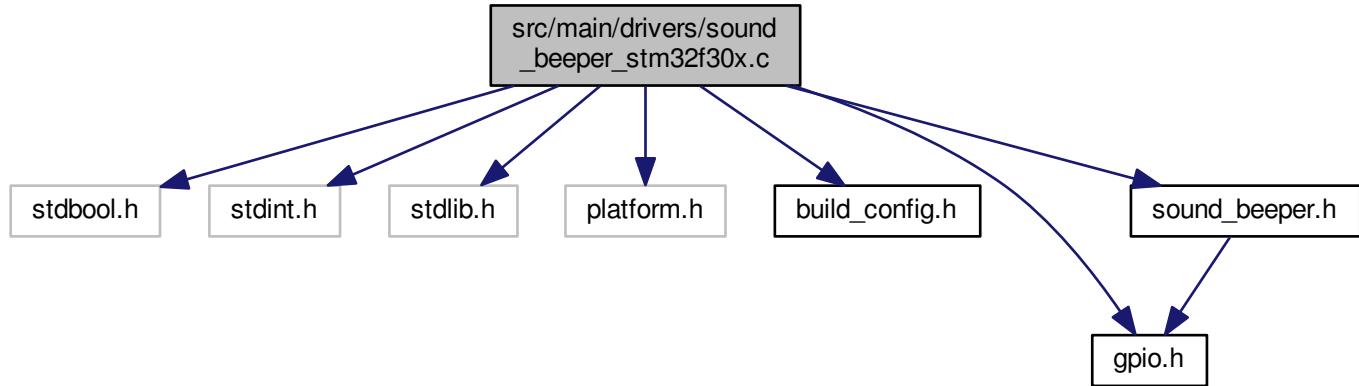 src/main/drivers/sound
_beeper_stm32f30x.c
stdbool.h
stdint.h
stdlib.h
platform.h
build_config.h
sound_beeper.h
gpio.h